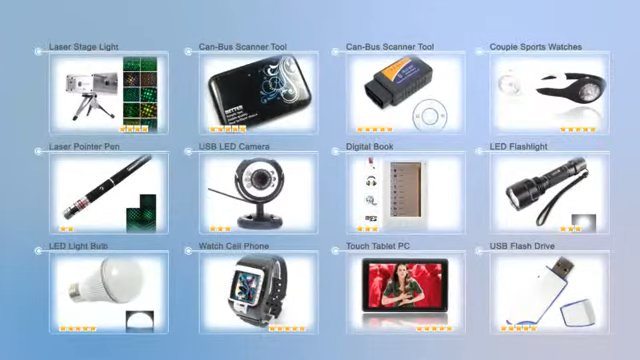 Laser Stage Light
Can-Bus Scanner Tool
Can-Bus Scanner Tool
Couple Sports Watches
Laser Pointer Pen
USB LED Camera
Digital Book
LED Flashlight
LED Light Bulb
Watch Cell Phone
Touch Tablet PC
USB Flash Drive